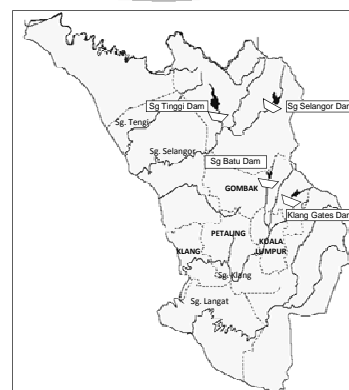 Sg Tinggi Dam
Sg Selangor Dam
Sg. Tengi
Sg. Selangor
Sg Batu Dam
GOMBAK
Klang Gates Dam
PETALING
KUALA
LUMPUR
KLANG
Sg. Klang
Sg. Langat